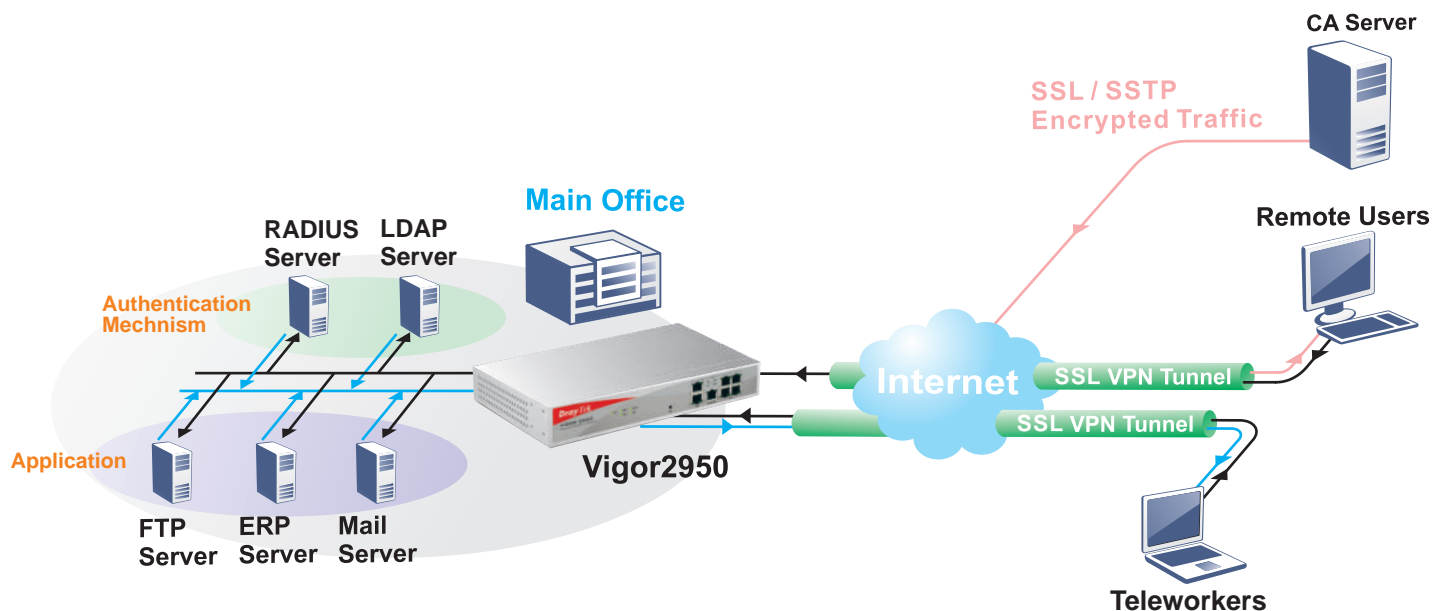 CA Server
SSL / SSTP
Encrypted Traffic
Main Office
Remote Users
RADIUS
Server
LDAP
Server
Authentication
Mechnism
Internet
SSL VPN Tunnel
SSL VPN Tunnel
DrayTek
Vigor2950
Application
FTP
Server
ERP
Server
Mail
Server
Teleworkers